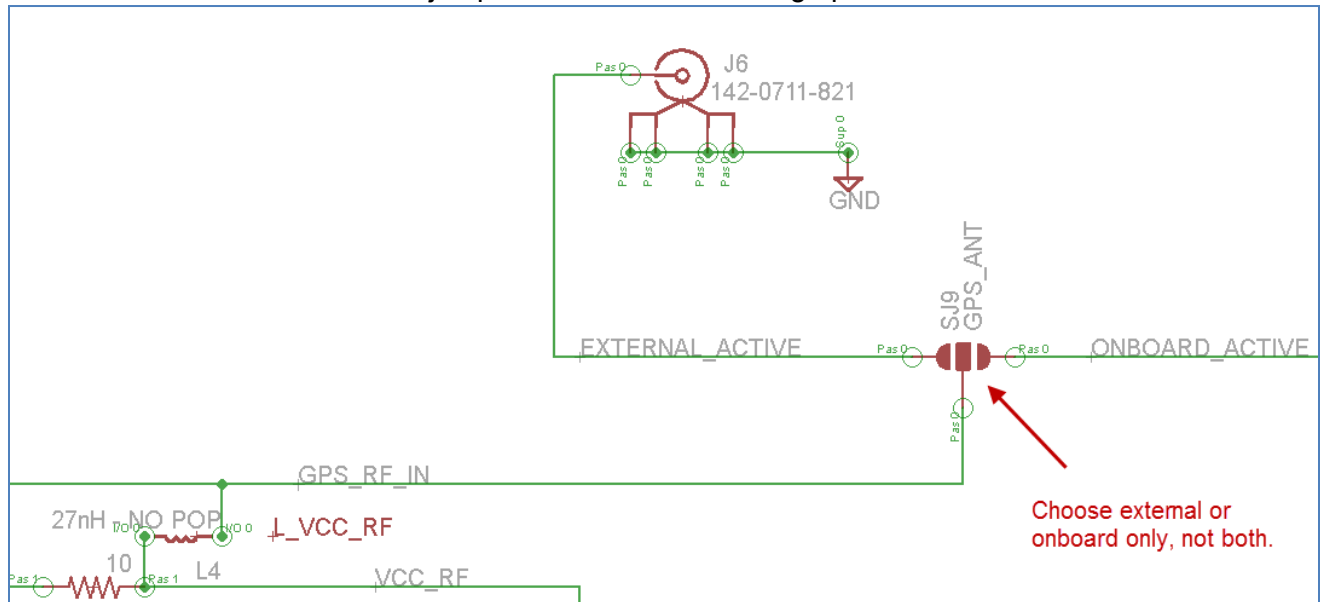 Pas 0
J6
142-0711-821
Sup 0
Pas 0
Pas 0
Pas 0
Pas 0
GND
SJ9
GPS_ANT
EXTERNAL_ACTIVE
Pas 0
Pas 0
ONBOARD_ACTIVE
Pas 0
GPS_RF_IN
Choose external or
onboard only, not both.
27nH NO POP
I/O 0
I/O 0
L_VCC_RF
10
L4
Pas 1
Pas 1
VCC_RF